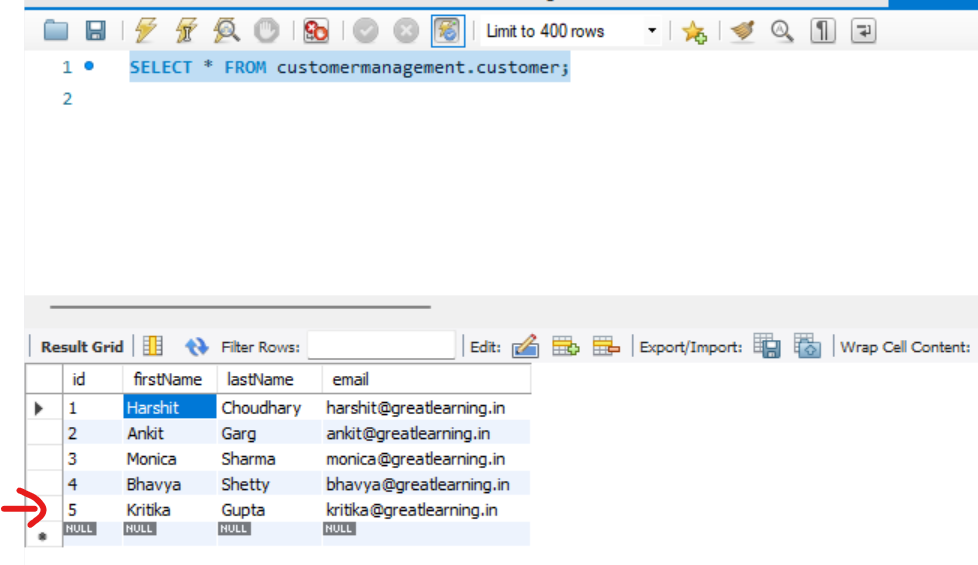 Limit to 400 rows
1 SELECT * FROM customermanagement.customer;
2
Result Grid Filter Rows: Edit: Export/Import: Wrap Cell Content:
id firstName lastName email
1 Harshit Choudhary harshit@greatlearning.in
2 Ankit Garg ankit@greatlearning.in
3 Monica Sharma monica@greatlearning.in
4 Bhavya Shetty bhavya@greatlearning.in
5 Kritika Gupta kritika@greatlearning.in
NULL NULL NULL NULL